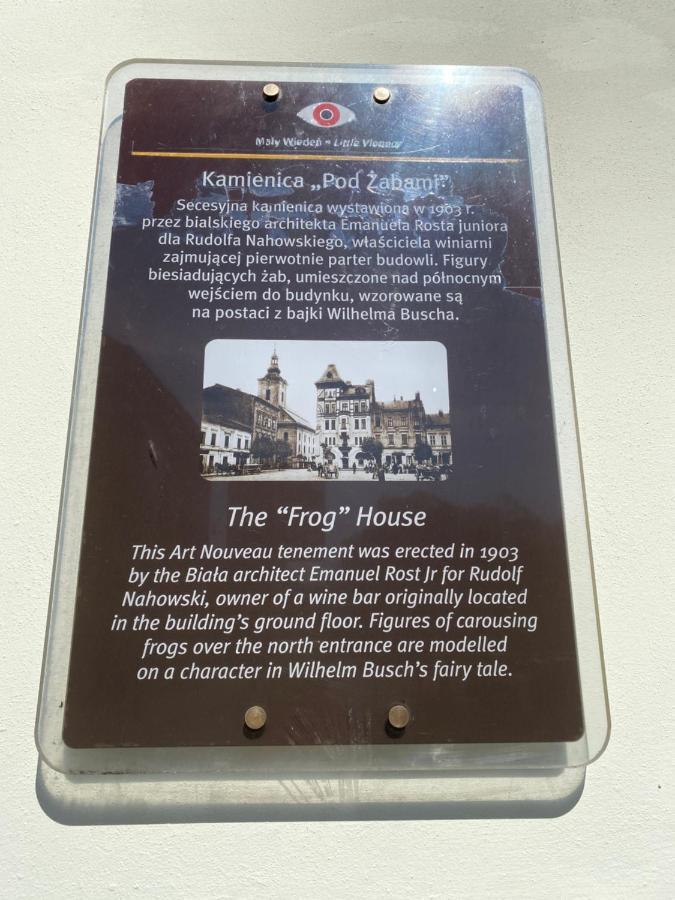 Mały Wiedeń • Little Vienna
Kamienica „Pod Żabami”
Secesyjna kamienica wystawiona w 1903 r.
przez bialskiego architekta Emanuela Rosta juniora
dla Rudolfa Nahowskiego, właściciela winiarni
zajmującej pierwotnie parter budowli. Figury
biesiadujących żab, umieszczone nad północnym
wejściem do budynku, wzorowane są
na postaci z bajki Wilhelma Buscha.
The “Frog” House
This Art Nouveau tenement was erected in 1903
by the Biała architect Emanuel Rost Jr for Rudolf
Nahowski, owner of a wine bar originally located
in the building's ground floor. Figures of carousing
frogs over the north entrance are modelled
on a character in Wilhelm Busch's fairy tale.